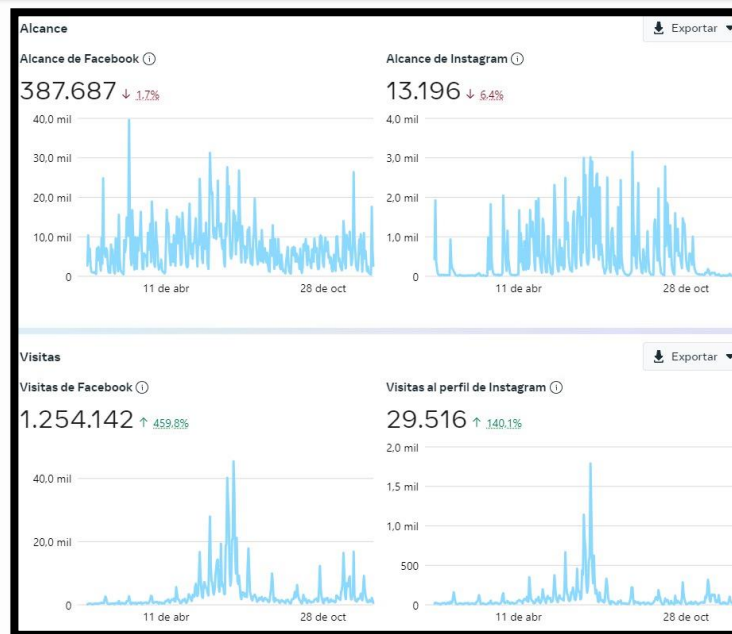 Alcance
Exportar
Alcance de Facebook
Alcance de Instagram
387.687 ↓ 1,7%
13.196 ↓ 6,4%
40,0 mil
30,0 mil
20,0 mil
10,0 mil
0
11 de abr
28 de oct
4,0 mil
3,0 mil
2,0 mil
1,0 mil
0
11 de abr
28 de oct
Visitas
Exportar
Visitas de Facebook
Visitas al perfil de Instagram
1.254.142 ↑ 459,8%
29.516 ↑ 140,1%
40,0 mil
20,0 mil
0
11 de abr
28 de oct
2,0 mil
1,5 mil
1,0 mil
500
0
11 de abr
28 de oct